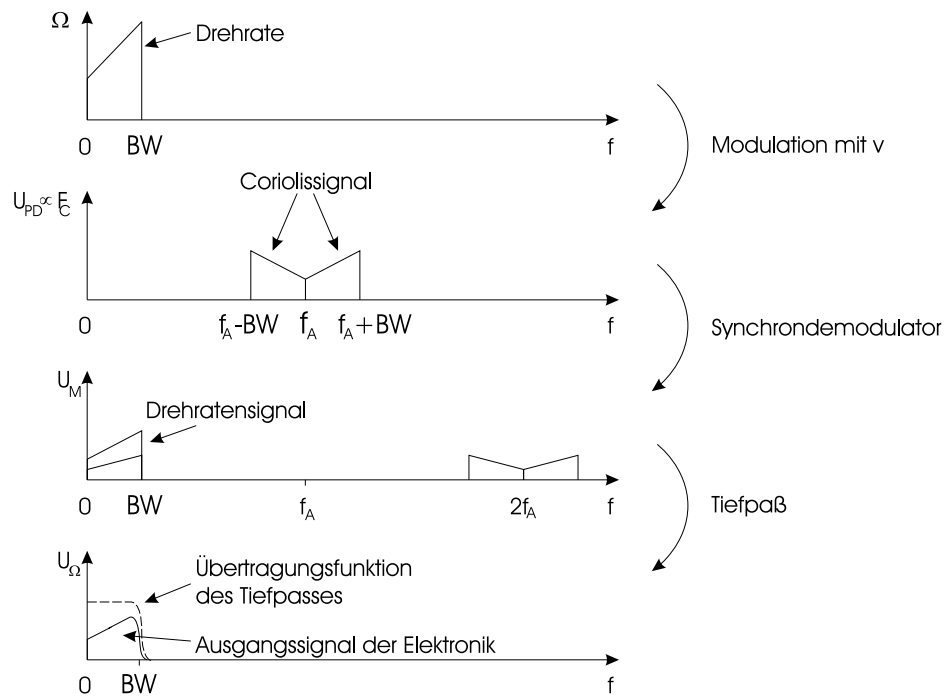 Ω
Drehrate
0 BW f
Modulation mit v
U_PD ∝ F_C
Coriolissignal
0 f_A-BW f_A f_A+BW f
Synchrondemodulator
U_M
Drehratensignal
0 BW f_A 2f_A f
Tiefpaß
U_Ω
Übertragungsfunktion
des Tiefpasses
Ausgangssignal der Elektronik
0 BW f